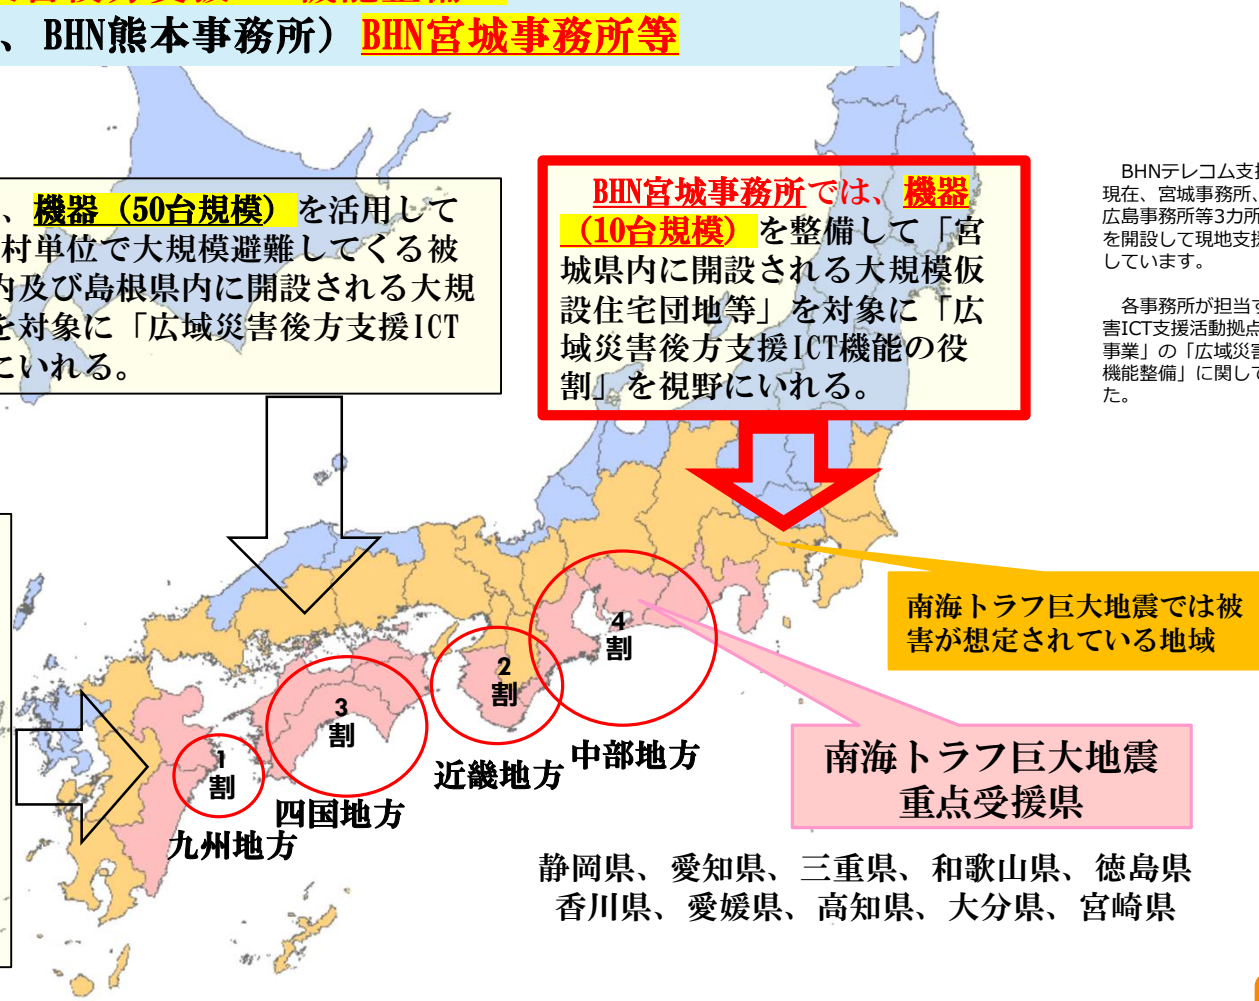 、BHN熊本事務所）BHN宮城事務所等
、機器（50台規模）を活用して
村単位で大規模避難してくる被
内及び島根県内に開設される大規
を対象に「広域災害後方支援ICT
にいれる。
BHN宮城事務所では、機器
（10台規模）を整備して「宮
城県内に開設される大規模仮
設住宅団地等」を対象に「広
域災害後方支援ICT機能の役
割」を視野にいれる。
BHNテレコム支援
現在、宮城事務所、
広島事務所等3カ所
を開設して現地支援
しています。
各事務所が担当す
害ICT支援活動拠点
事業」の「広域災害
機能整備」に関して
た。
南海トラフ巨大地震では被
害が想定されている地域
4
割
2
割
3
割
1
割
中部地方
近畿地方
四国地方
九州地方
南海トラフ巨大地震
重点受援県
静岡県、愛知県、三重県、和歌山県、徳島県
香川県、愛媛県、高知県、大分県、宮崎県